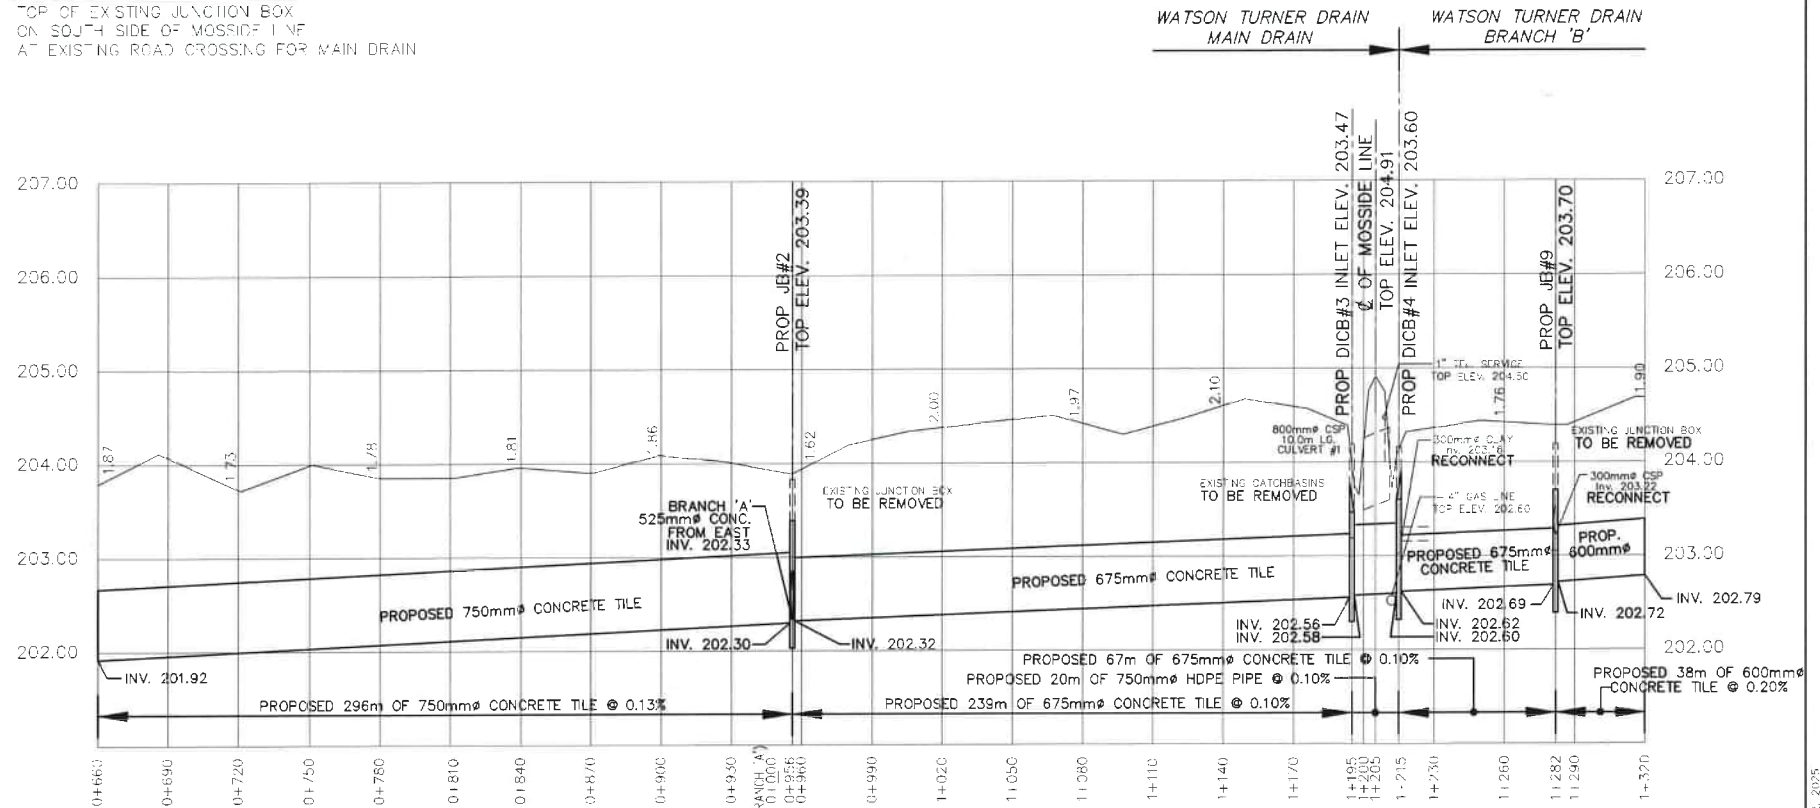 TOP OF EXISTING JUNCTION BOX
ON SOUTH SIDE OF MOSSIDE LINE
AT EXISTING ROAD CROSSING FOR MAIN DRAIN
WATSON TURNER DRAIN
MAIN DRAIN
WATSON TURNER DRAIN
BRANCH 'B'
207.00
206.00
205.00
204.00
203.00
202.00
207.00
206.00
205.00
204.00
203.00
202.00
PROP JB#2
TOP ELEV. 203.39
PROP DICB#3 INLET ELEV. 203.47
℄ OF MOSSIDE LINE
TOP ELEV. 204.91
PROP DICB#4 INLET ELEV. 203.60
PROP JB#9
TOP ELEV. 203.70
1.87
1.73
1.78
1.81
1.86
1.62
2.00
1.97
2.10
1.76
1.90
BRANCH 'A'
525mmø CONC.
FROM EAST
INV. 202.33
EXISTING JUNCTION BOX
TO BE REMOVED
800mmø CSP
10.0m LG.
CULVERT #1
EXISTING CATCHBASINS
TO BE REMOVED
SERVICE
TOP ELEV. 204.50
300mmø CLAY
RECONNECT
4" GAS LINE
TOP ELEV. 202.60
EXISTING JUNCTION BOX
TO BE REMOVED
300mmø CSP
Inv. 203.22
RECONNECT
PROPOSED 750mmø CONCRETE TILE
PROPOSED 675mmø CONCRETE TILE
PROPOSED 675mmø
CONCRETE TILE
PROP.
600mmø
INV. 201.92
INV. 202.30
INV. 202.32
INV. 202.56
INV. 202.58
INV. 202.62
INV. 202.60
INV. 202.69
INV. 202.72
INV. 202.79
PROPOSED 67m OF 675mmø CONCRETE TILE @ 0.10%
PROPOSED 20m OF 750mmø HDPE PIPE @ 0.10%
PROPOSED 38m OF 600mmø
CONCRETE TILE @ 0.20%
PROPOSED 296m OF 750mmø CONCRETE TILE @ 0.13%
PROPOSED 239m OF 675mmø CONCRETE TILE @ 0.10%
0+660
0+690
0+720
0+750
0+780
0+810
0+840
0+870
0+900
0+930
0+000
0+956
0+960
0+990
1+020
1+050
1+080
1+110
1+140
1+170
1+195
1+200
1+205
1+215
1+230
1+260
1+282
1+290
1+320
2025